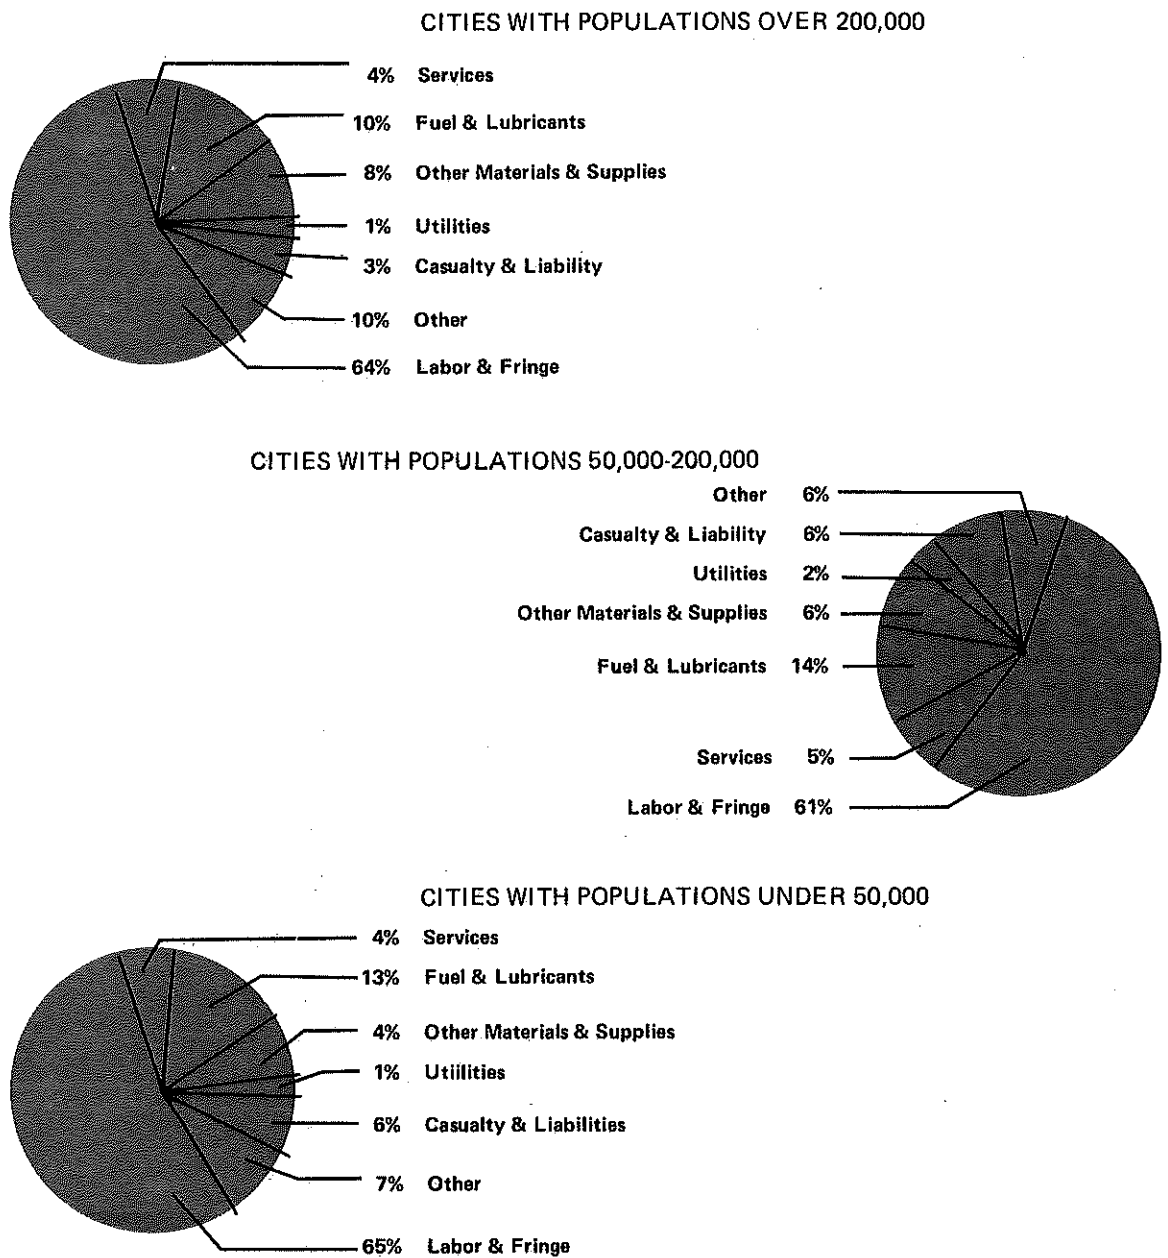 CITIES WITH POPULATIONS OVER 200,000
4% Services
10% Fuel & Lubricants
8% Other Materials & Supplies
1% Utilities
3% Casualty & Liability
10% Other
64% Labor & Fringe
CITIES WITH POPULATIONS 50,000-200,000
Other 6%
Casualty & Liability 6%
Utilities 2%
Other Materials & Supplies 6%
Fuel & Lubricants 14%
Services 5%
Labor & Fringe 61%
CITIES WITH POPULATIONS UNDER 50,000
4% Services
13% Fuel & Lubricants
4% Other Materials & Supplies
1% Utiilities
6% Casualty & Liabilities
7% Other
65% Labor & Fringe